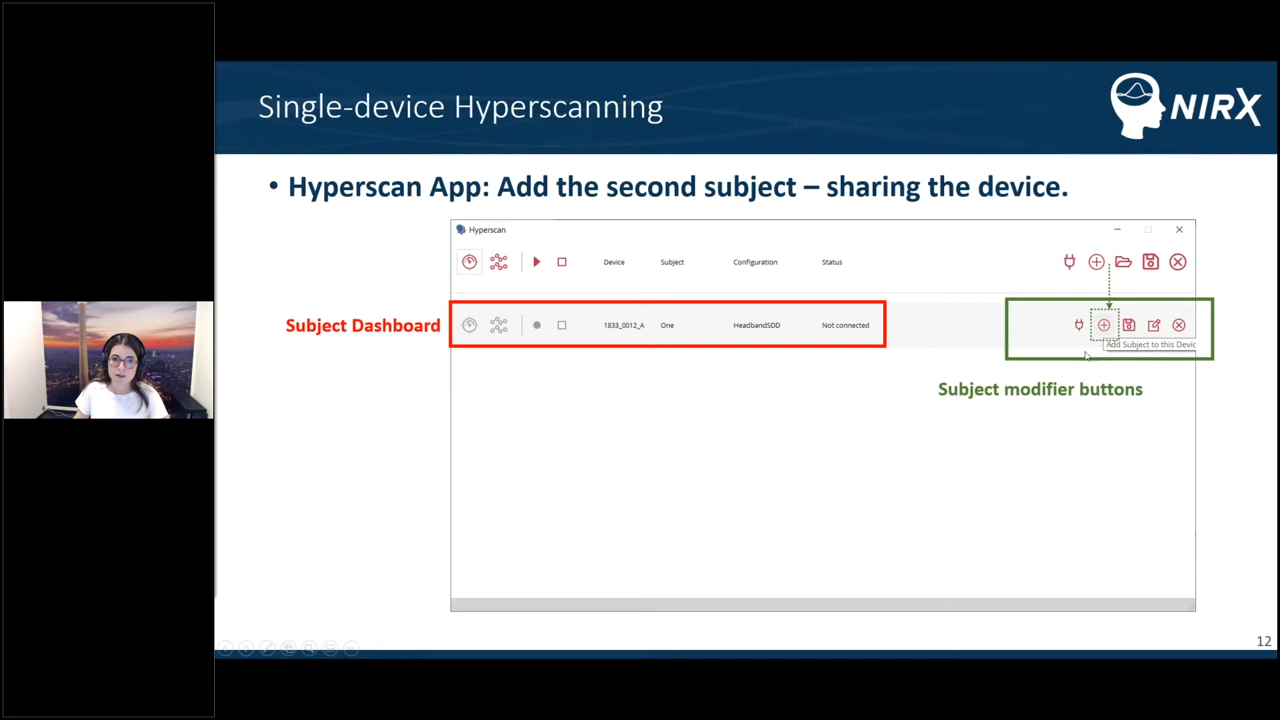 Single-device Hyperscanning
NIRX
• Hyperscan App: Add the second subject – sharing the device.
Hyperscan
Device Subject Configuration Status
Subject Dashboard
1833_0012_A One HeadbandSDD Not connected
Add Subject to this Devic
Subject modifier buttons
12